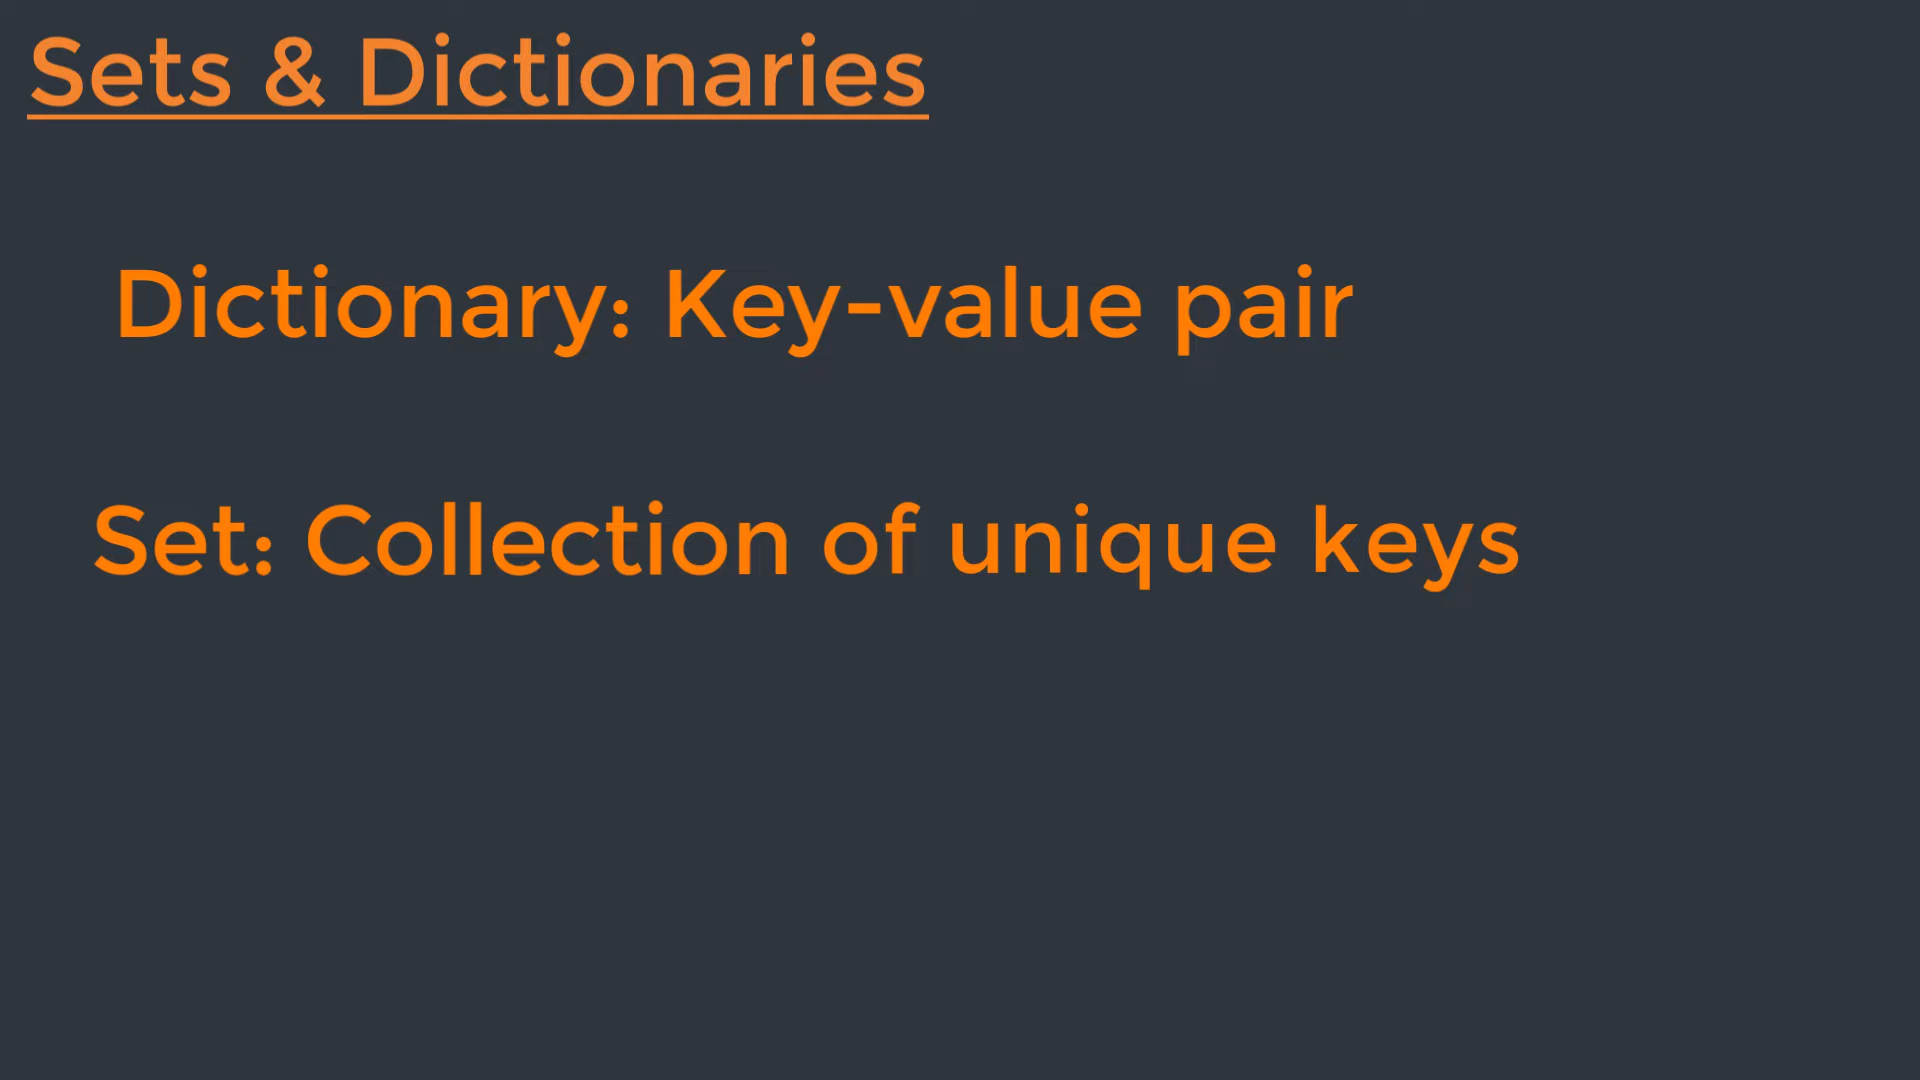 Sets & Dictionaries
Dictionary: Key-value pair
Set: Collection of unique keys